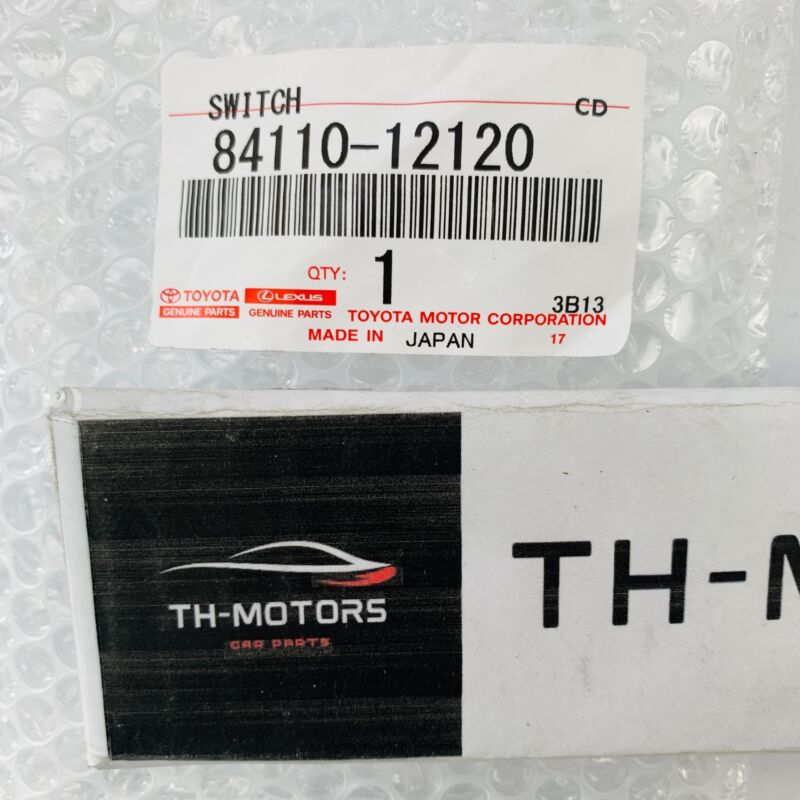 SWITCH CD
84110-12120
QTY: 1
TOYOTA LEXUS 3B13
GENUINE PARTS GENUINE PARTS TOYOTA MOTOR CORPORATION
MADE IN JAPAN 17
TH-MOTORS
CAR PARTS
TH-M